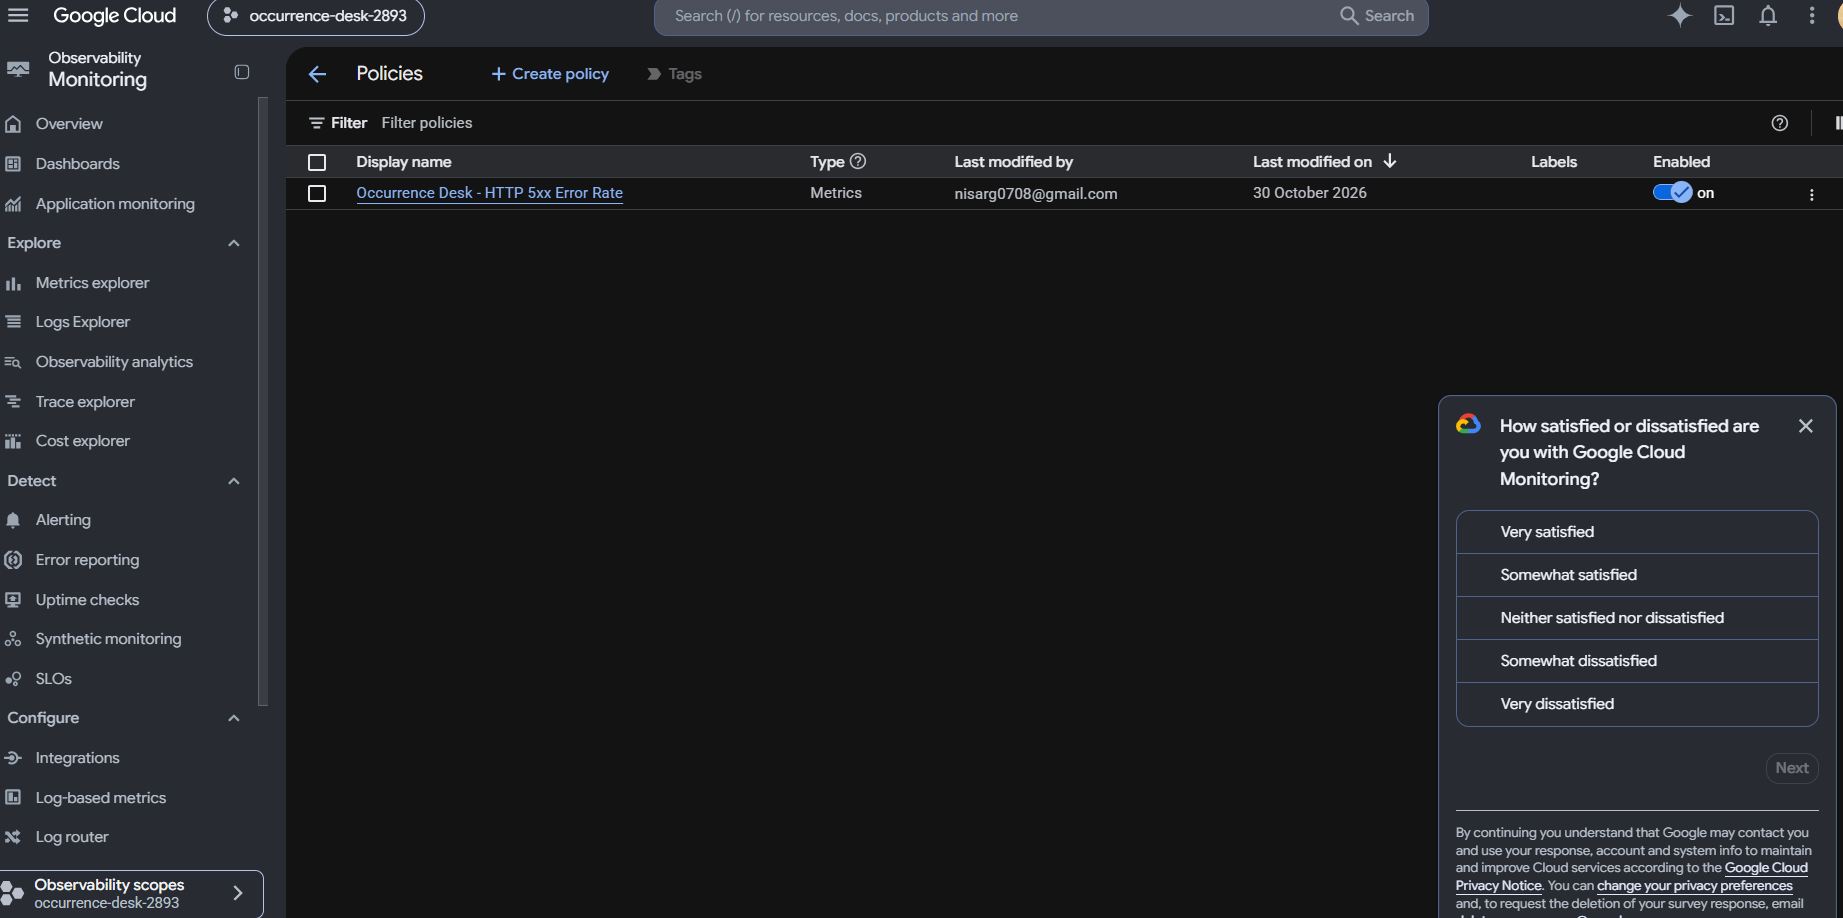 Google Cloud
occurrence-desk-2893
Search (/) for resources, docs, products and more
Search
Observability
Monitoring
Overview
Dashboards
Application monitoring
Explore
Metrics explorer
Logs Explorer
Observability analytics
Trace explorer
Cost explorer
Detect
Alerting
Error reporting
Uptime checks
Synthetic monitoring
SLOs
Configure
Integrations
Log-based metrics
Log router
Observability scopes
occurrence-desk-2893
Policies
Create policy
Tags
Filter Filter policies
Display name Type Last modified by Last modified on Labels Enabled
Occurrence Desk - HTTP 5xx Error Rate Metrics nisarg0708@gmail.com 30 October 2026 on
How satisfied or dissatisfied are
you with Google Cloud
Monitoring?
Very satisfied
Somewhat satisfied
Neither satisfied nor dissatisfied
Somewhat dissatisfied
Very dissatisfied
Next
By continuing you understand that Google may contact you
and use your response, account and system info to maintain
and improve Cloud services according to the Google Cloud
Privacy Notice. You can change your privacy preferences
and, to request the deletion of your survey response, email